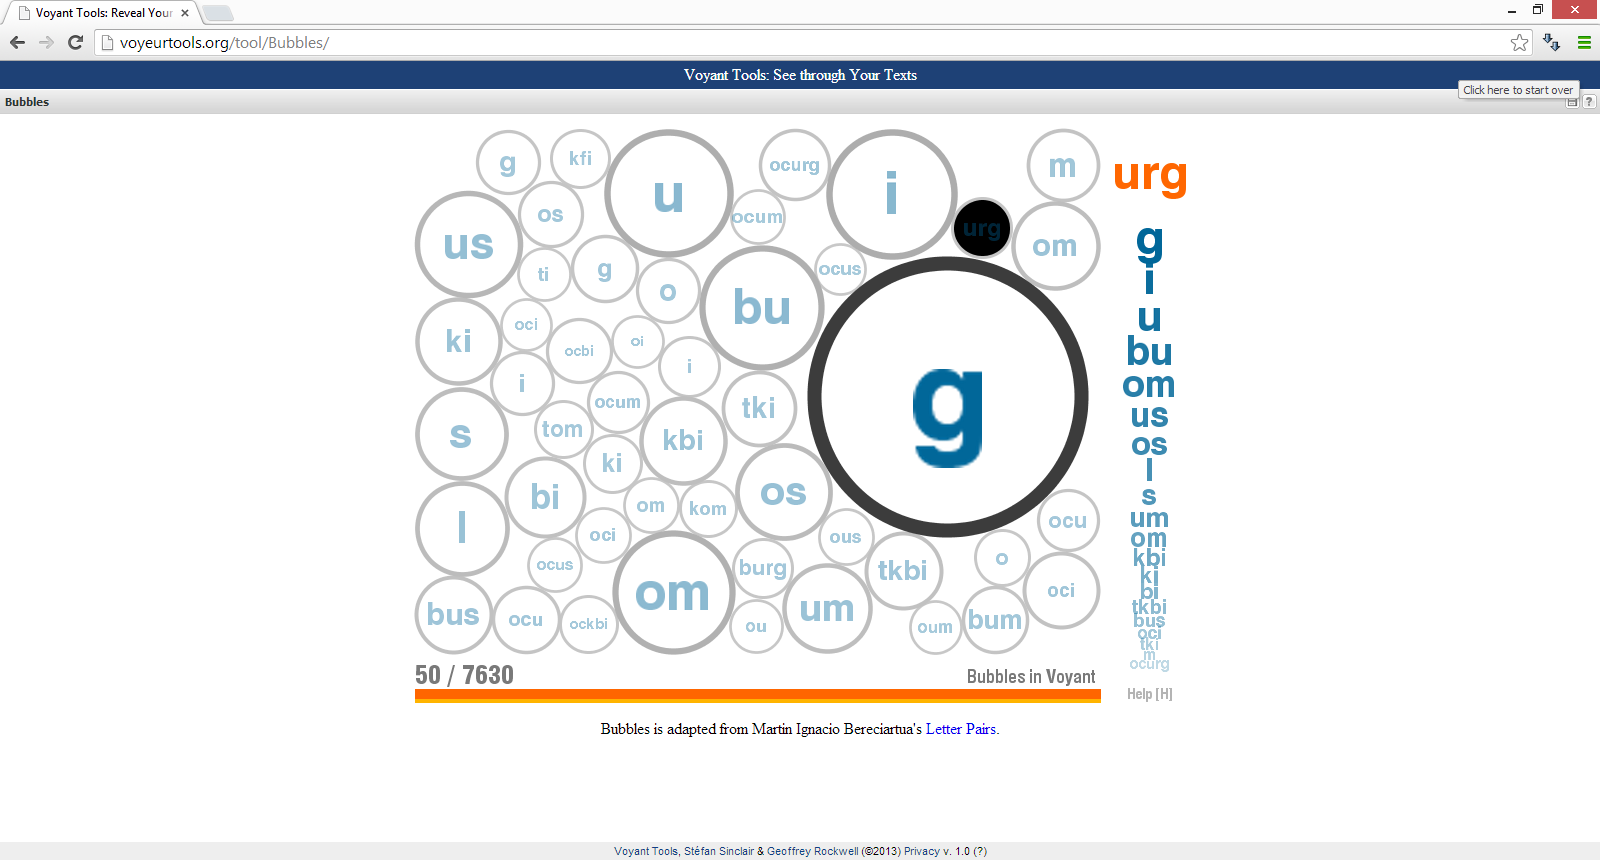 Voyant Tools: Reveal Your
voyeurtools.org/tool/Bubbles/
Voyant Tools: See through Your Texts
Click here to start over
Bubbles
?
g
kfi
u
ocurg
i
m
us
os
ocum
urg
om
ti
g
o
bu
ocus
g
ki
oci
ocbi
oi
i
i
ocum
tki
s
tom
kbi
ki
l
bi
om
kom
os
ocu
oci
ous
ocus
burg
tkbi
o
oci
bus
ocu
ockbi
om
ou
um
oum
bum
urg
g
i
u
bu
om
us
os
l
s
um
om
kbi
ki
bi
tkbi
bus
oci
tki
m
ocurg
50 / 7630
Bubbles in Voyant
Help [H]
Bubbles is adapted from Martin Ignacio Bereciartua's Letter Pairs.
Voyant Tools, Stéfan Sinclair & Geoffrey Rockwell (©2013) Privacy v. 1.0 (?)